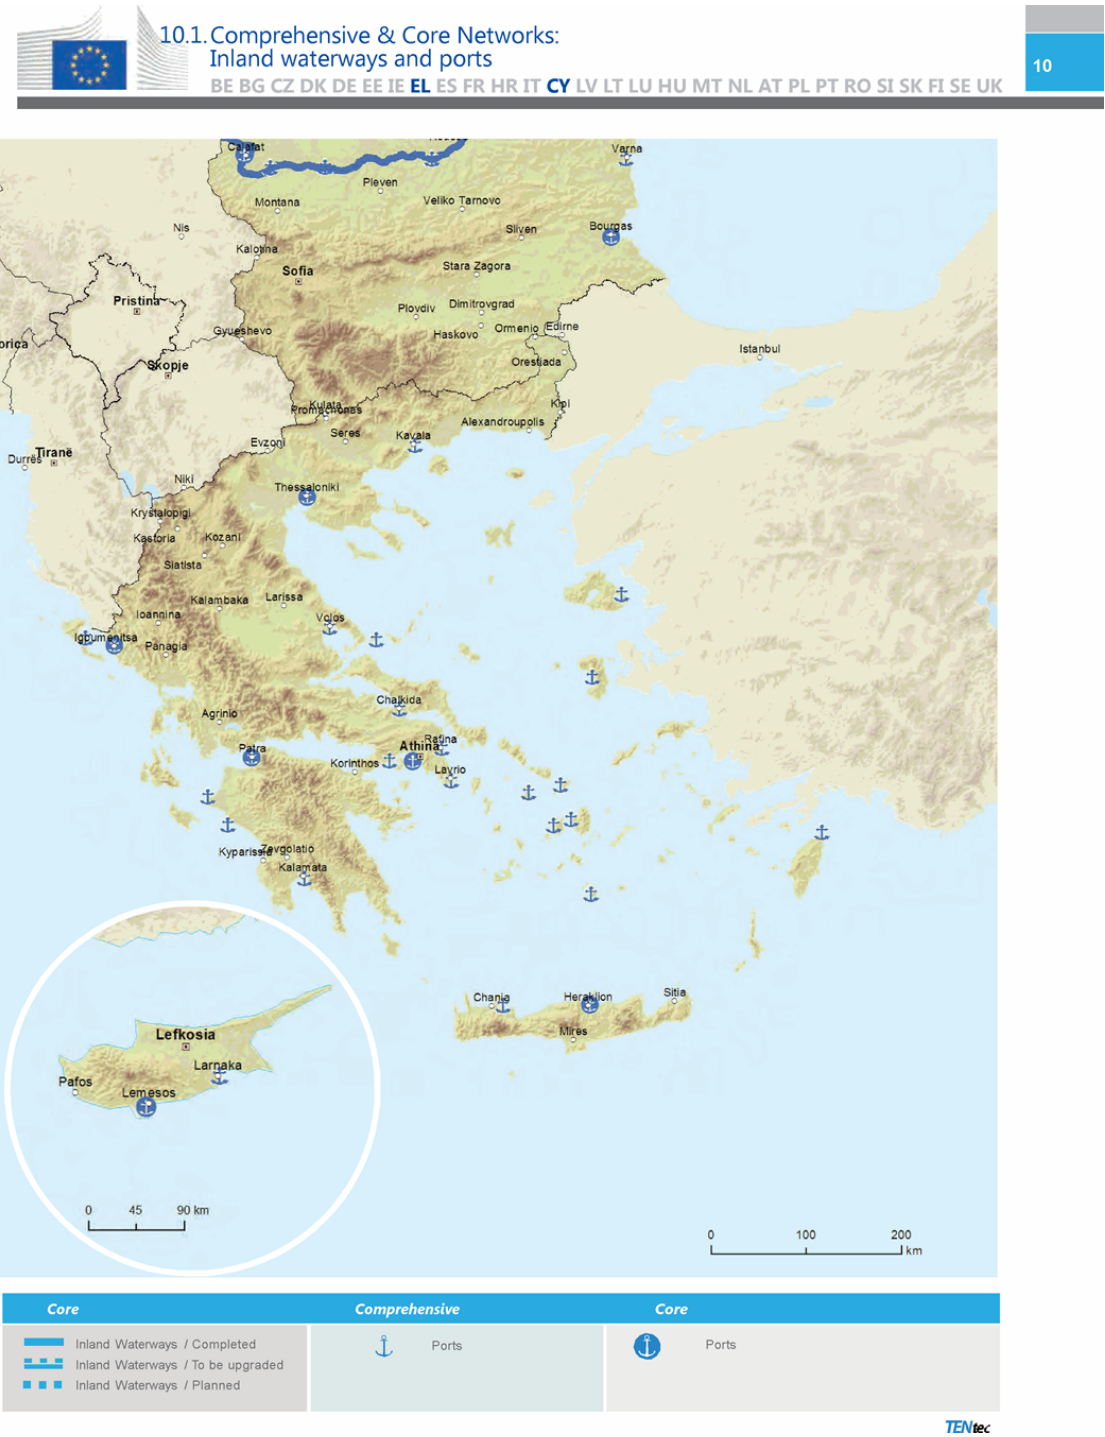 10.1. Comprehensive & Core Networks:
Inland waterways and ports
BE BG CZ DK DE EE IE EL ES FR HR IT CY LV LT LU HU MT NL AT PL PT RO SI SK FI SE UK
10
Calafat
Varna
Pleven
Montana
Veliko Tarnovo
Nis
Sliven
Bourgas
Kalotina
Sofia
Stara Zagora
Pristina
Plovdiv
Dimitrovgrad
Gyueshevo
Haskovo
Ormenio
Edirne
Istanbul
Skopje
Orestiada
Kulata
Promachonas
Kipi
Alexandroupolis
Seres
Kavala
Evzoni
Tiranë
Durrës
Niki
Thessaloniki
Krystalopigi
Kastoria
Kozani
Siatista
Kalambaka
Larissa
Ioannina
Volos
Igoumenitsa
Panagia
Chalkida
Agrinio
Rafina
Athina
Patra
Korinthos
Lavrio
Kyparissia
Zevgolatio
Kalamata
Chania
Heraklion
Sitia
Mires
Lefkosia
Larnaka
Pafos
Lemesos
0 45 90 km
0 100 200
km
Core
Comprehensive
Core
Inland Waterways / Completed
Ports
Ports
Inland Waterways / To be upgraded
Inland Waterways / Planned
TENtec